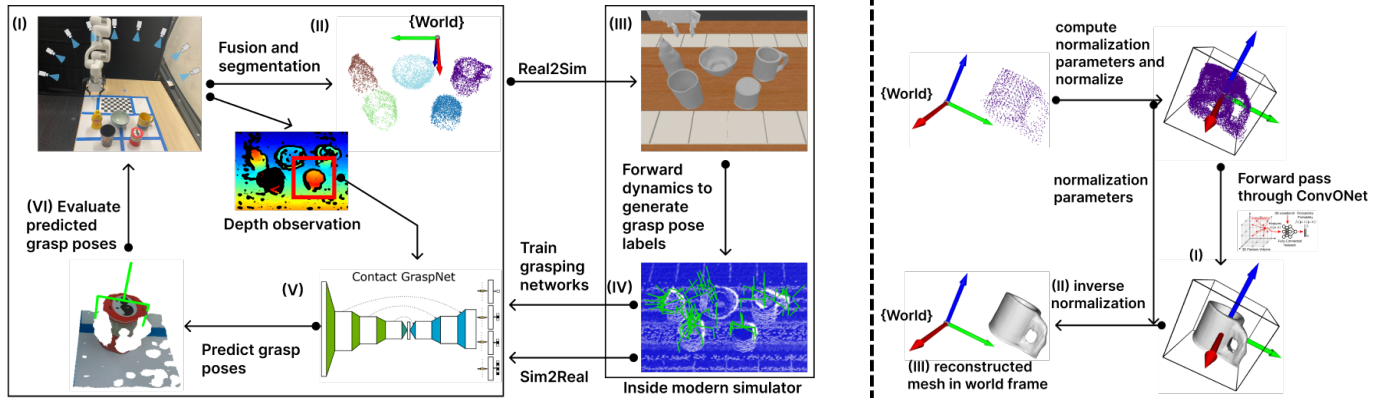 (I)
Fusion and
segmentation
(II)
{World}
Real2Sim
(III)
Depth observation
(VI) Evaluate
predicted
grasp poses
Forward
dynamics to
generate
grasp pose
labels
Train
grasping
networks
(IV)
Sim2Real
Inside modern simulator
Contact GraspNet
(V)
Predict grasp
poses
compute
normalization
parameters and
normalize
{World}
normalization
parameters
Forward pass
through ConvONet
(I)
(II) inverse
normalization
{World}
(III) reconstructed
mesh in world frame